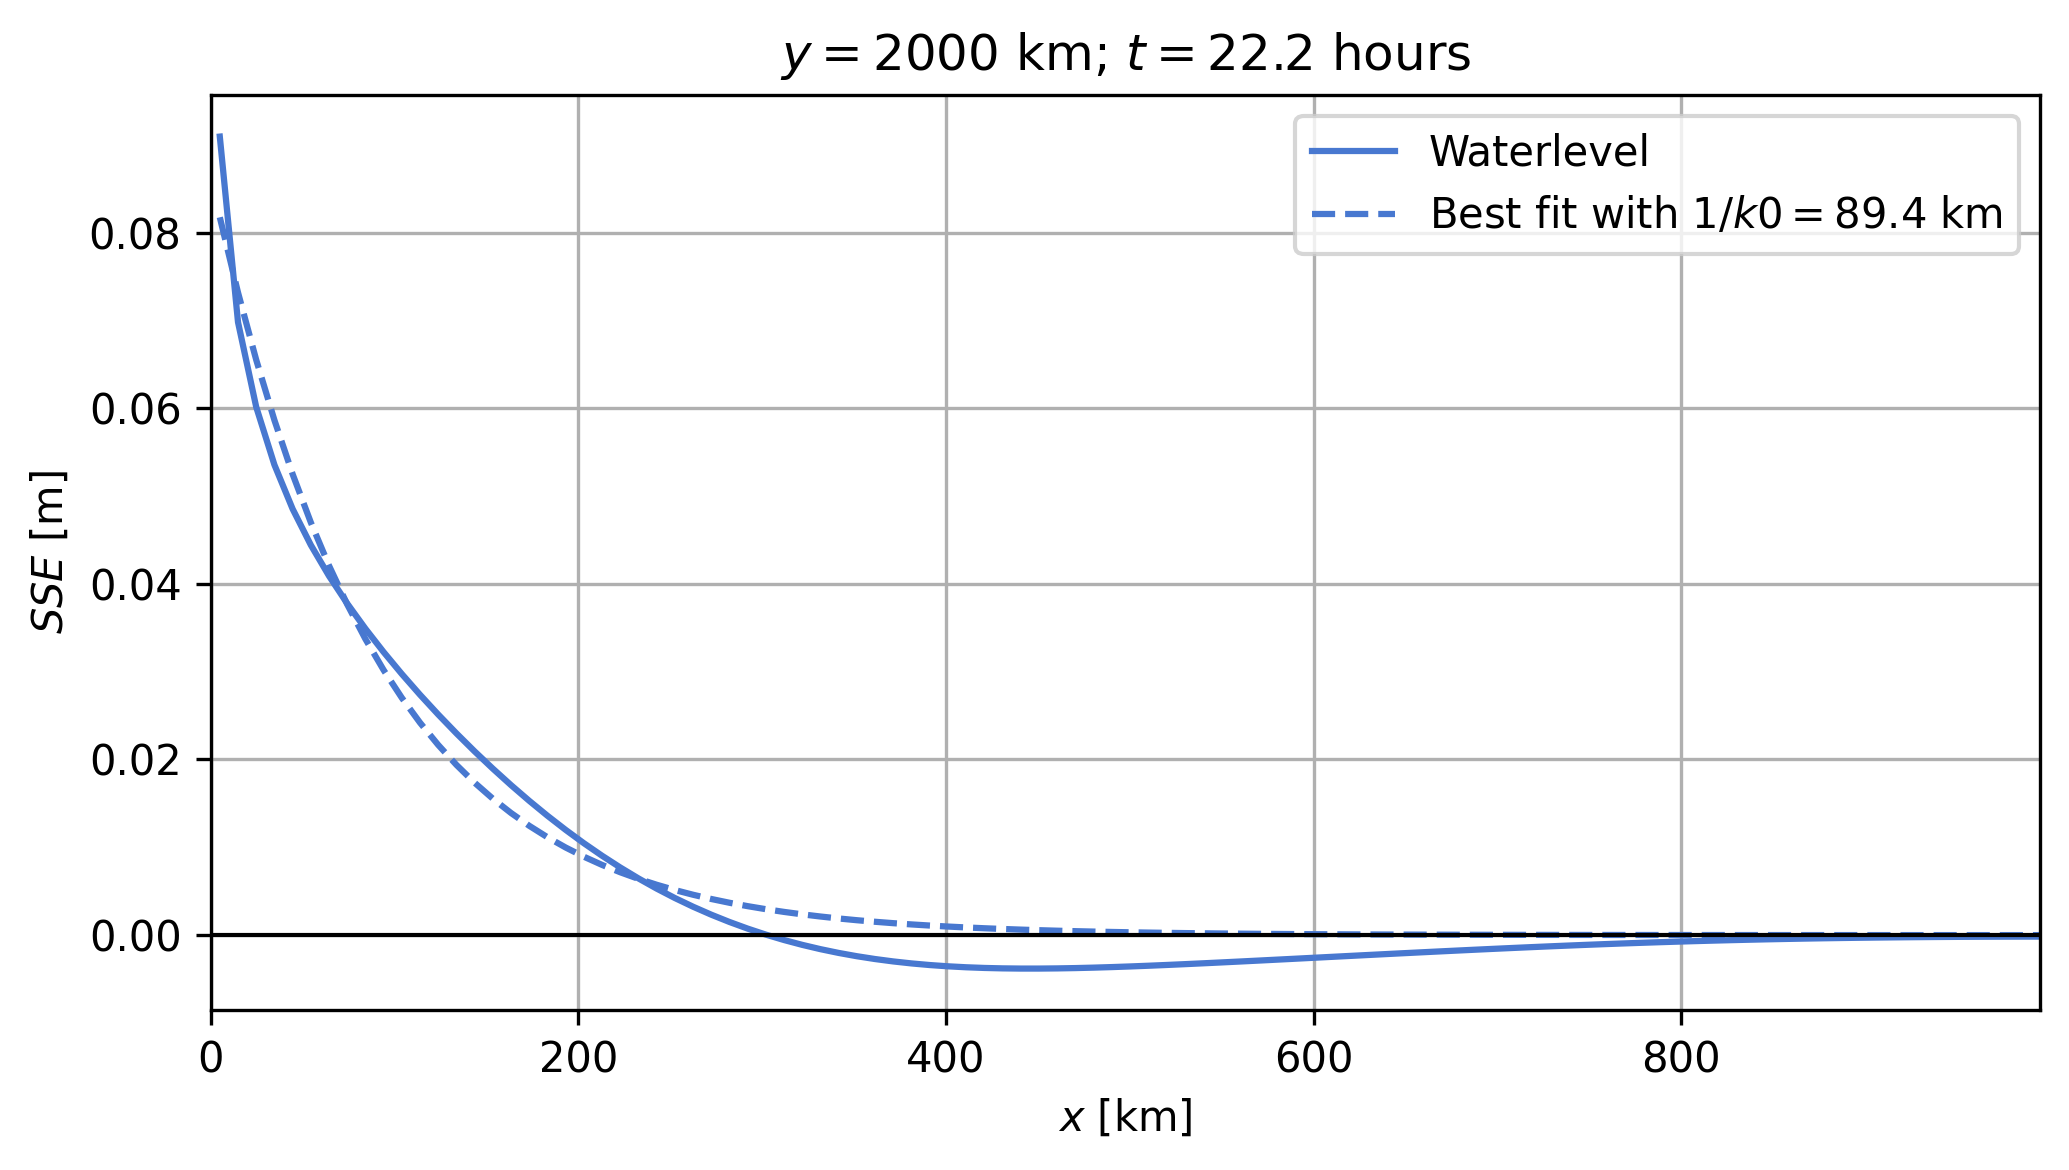 y = 2000 km; t = 22.2 hours
Waterlevel
Best fit with 1/k0 = 89.4 km
0.08
0.06
0.04
0.02
0.00
SSE [m]
0 200 400 600 800
x [km]